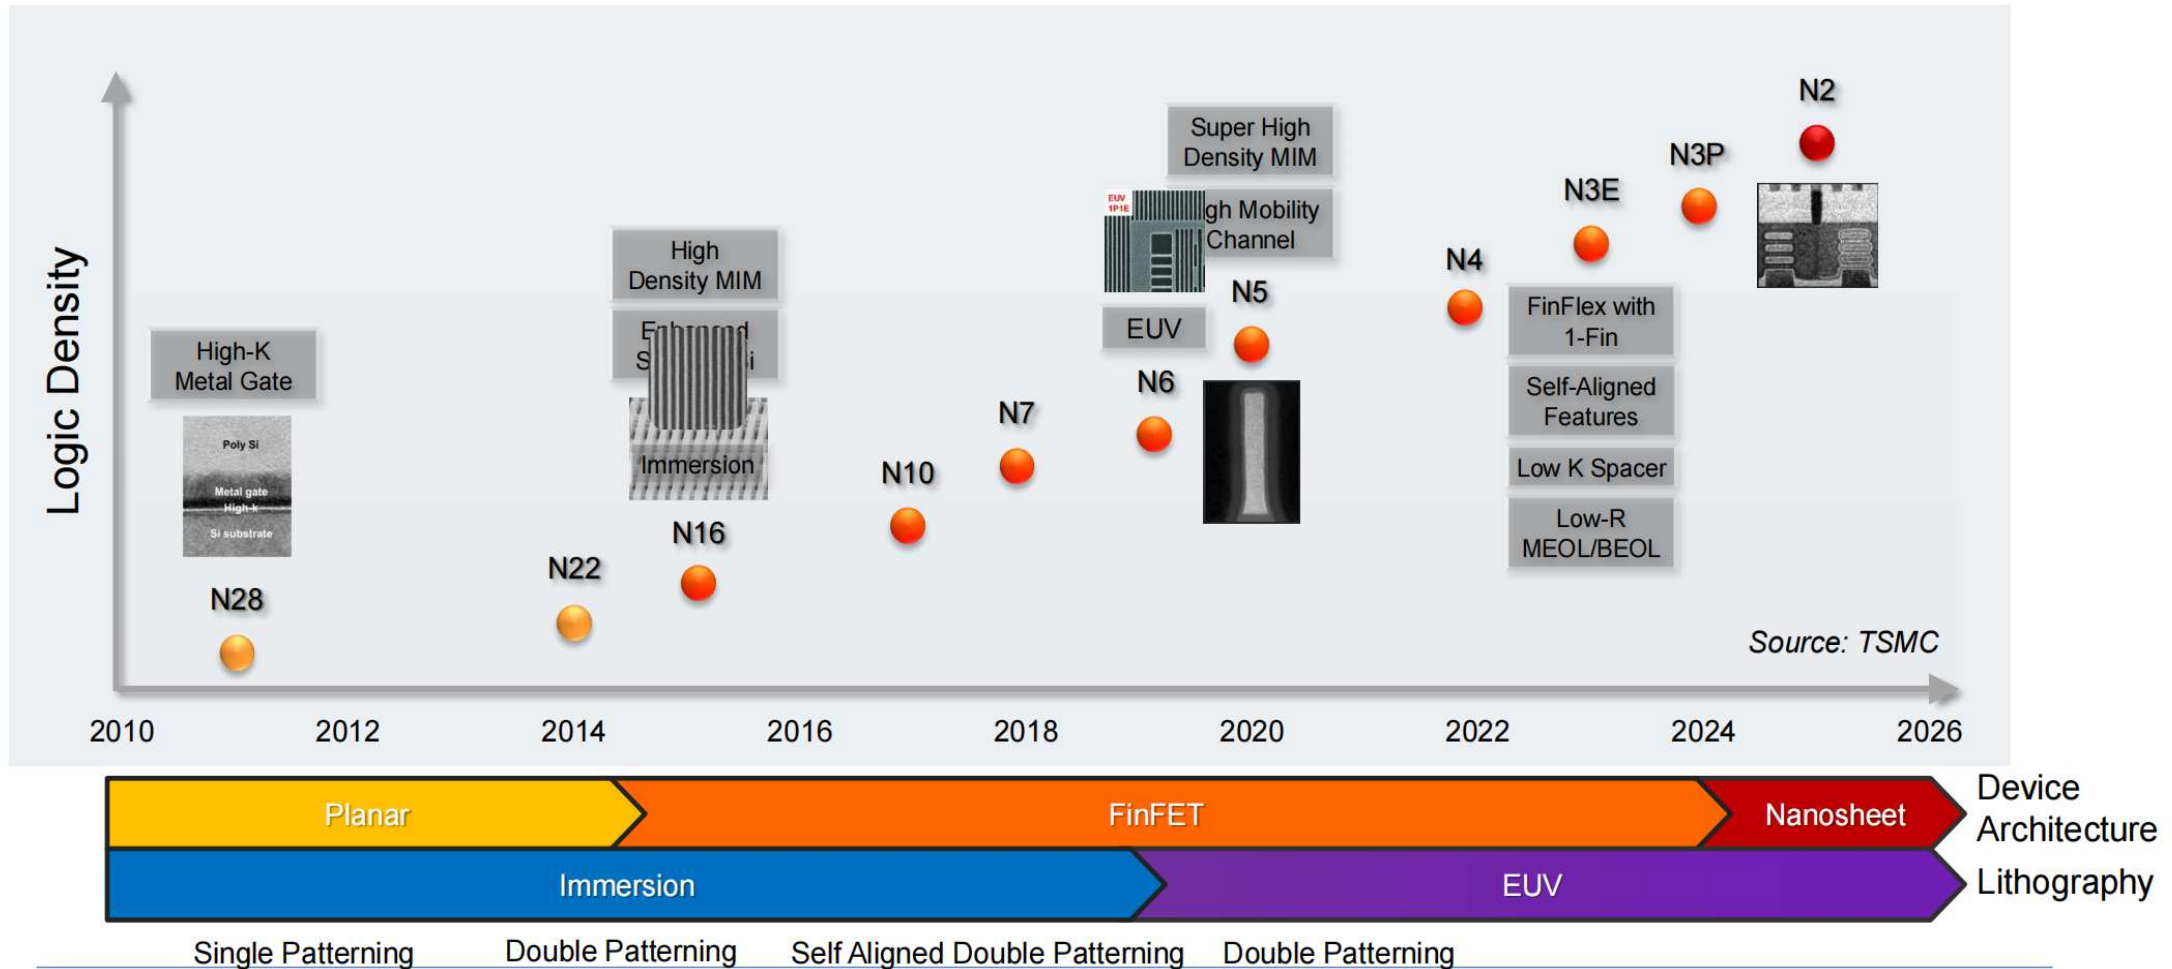 Logic Density
N2
Super High
Density MIM
N3P
N3E
EUV
1P1E
gh Mobility
Channel
High
Density MIM
N4
N5
FinFlex with
1-Fin
EUV
High-K
Metal Gate
N6
Self-Aligned
Features
N7
Poly Si
Immersion
Low K Spacer
N10
Metal gate
High-k
Si substrate
Low-R
MEOL/BEOL
N16
N22
N28
Source: TSMC
2010 2012 2014 2016 2018 2020 2022 2024 2026
Planar FinFET Nanosheet
Device
Architecture
Immersion EUV Lithography
Single Patterning Double Patterning Self Aligned Double Patterning Double Patterning